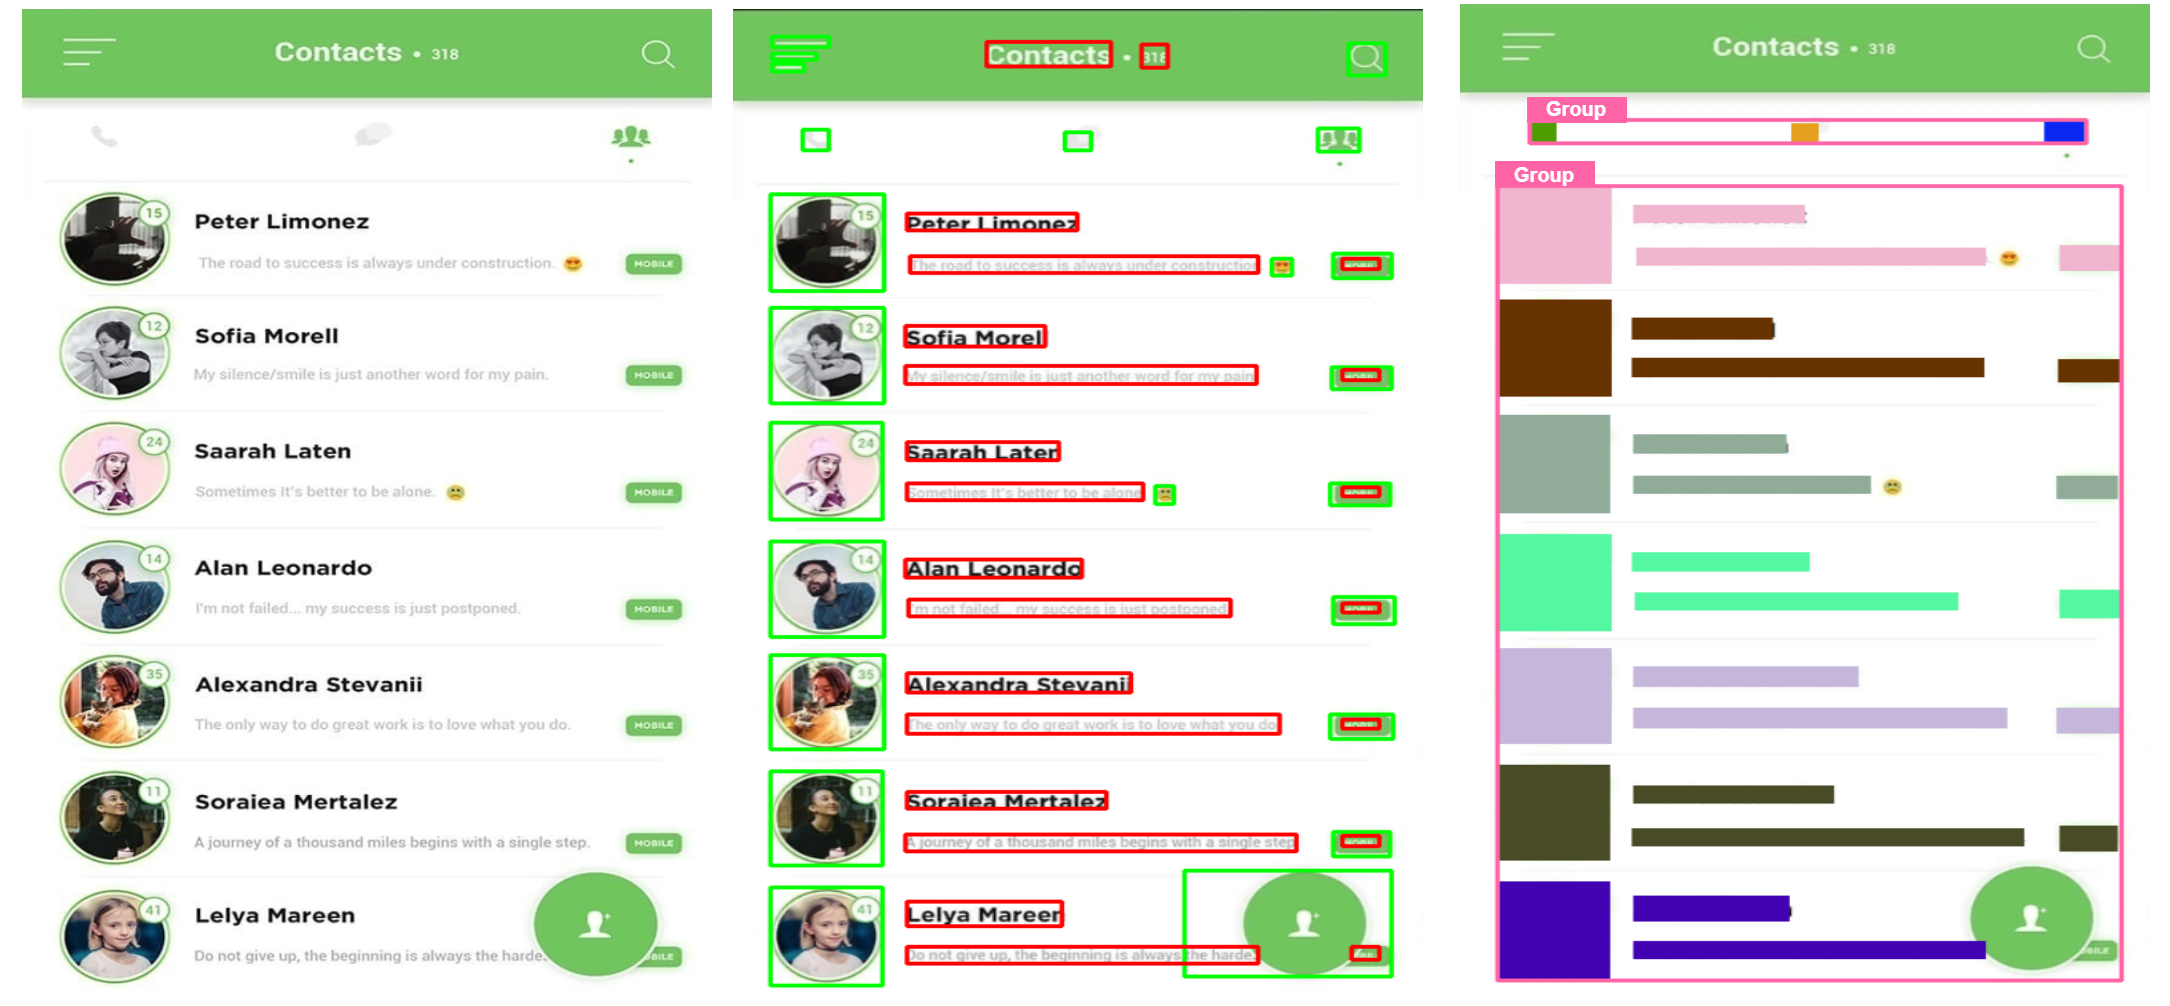 Contacts • 318
15
Peter Limonez
The road to success is always under construction. 😍
MOBILE
12
Sofia Morell
My silence/smile is just another word for my pain.
MOBILE
24
Saarah Laten
Sometimes It's better to be alone. 
MOBILE
14
Alan Leonardo
I'm not failed... my success is just postponed.
MOBILE
35
Alexandra Stevanii
The only way to do great work is to love what you do.
MOBILE
11
Soraiea Mertalez
A journey of a thousand miles begins with a single step.
MOBILE
41
Lelya Mareen
Do not give up, the beginning is always the harde
Contacts • 318
15
Peter Limonez
The road to success is always under construction
MOBILE
12
Sofia Morel
My silence/smile is just another word for my pain
MOBILE
24
Saarah Laten
Sometimes It's better to be alone
MOBILE
14
Alan Leonardo
I'm not failed... my success is just postponed
MOBILE
35
Alexandra Stevanii
The only way to do great work is to love what you do
MOBILE
11
Soraiea Mertalez
A journey of a thousand miles begins with a single step
MOBILE
41
Lelya Mareen
Do not give up, the beginning is always the harde
Contacts • 318
Group
Group